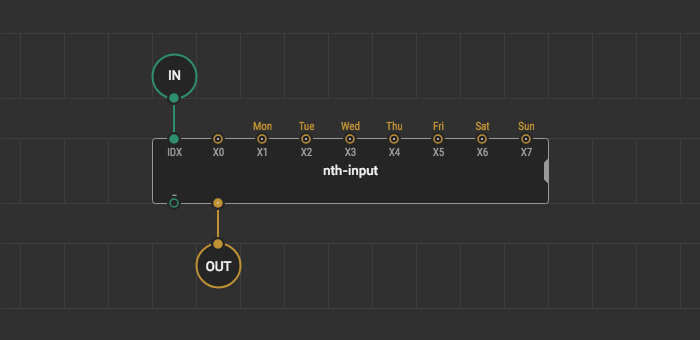 IN
Mon Tue Wed Thu Fri Sat Sun
IDX X0 X1 X2 X3 X4 X5 X6 X7
nth-input
OUT